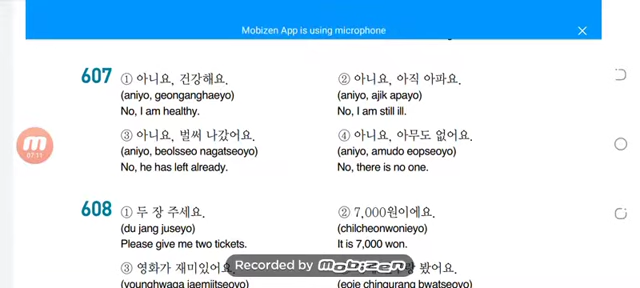 Mobizen App is using microphone
607 ① 아니요, 건강해요. ② 아니요, 아직 아파요.
(aniyo, geonganghaeyo) (aniyo, ajik apayo)
No, I am healthy. No, I am still ill.
③ 아니요, 벌써 나갔어요. ④ 아니요, 아무도 없어요.
(aniyo, beolsseo nagatseoyo) (aniyo, amudo eopseoyo)
No, he has left already. No, there is no one.
07:11
608 ① 두 장 주세요. ② 7,000원이에요.
(du jang juseyo) (chilcheonwonieyo)
Please give me two tickets. It is 7,000 won.
③ 영화가 재미있어요. 봤어요.
Recorded by mobizen
(younghwaga jaemiitseoyo) (eoje chingurang bwatseoyo)